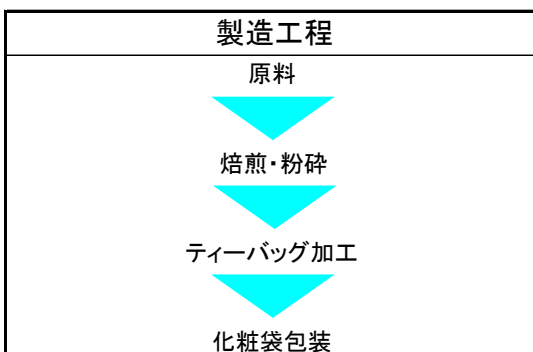 製造工程
原料
焙煎・粉砕
ティーバッグ加工
化粧袋包装